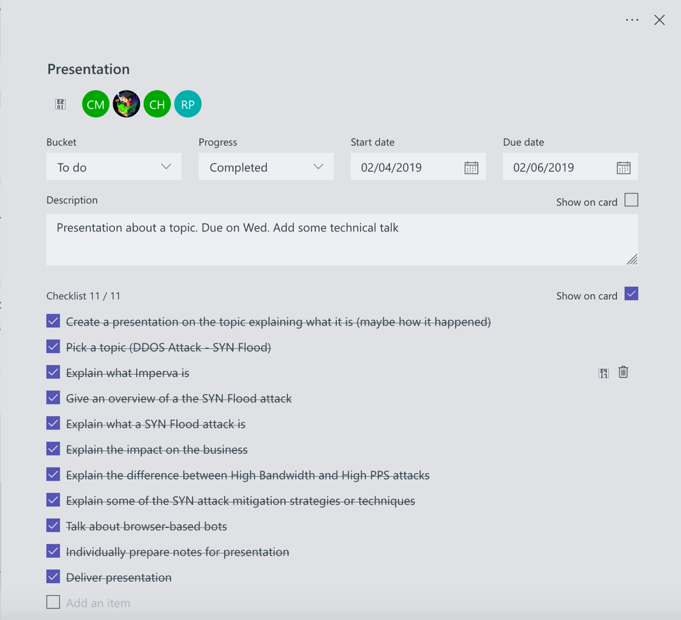 Presentation
CM CH RP
Bucket Progress Start date Due date
To do Completed 02/04/2019 02/06/2019
Description Show on card
Presentation about a topic. Due on Wed. Add some technical talk
Checklist 11 / 11 Show on card
Create a presentation on the topic explaining what it is (maybe how it happened)
Pick a topic (DDOS Attack - SYN Flood)
Explain what Imperva is
Give an overview of a the SYN Flood attack
Explain what a SYN Flood attack is
Explain the impact on the business
Explain the difference between High Bandwidth and High PPS attacks
Explain some of the SYN attack mitigation strategies or techniques
Talk about browser-based bots
Individually prepare notes for presentation
Deliver presentation
Add an item